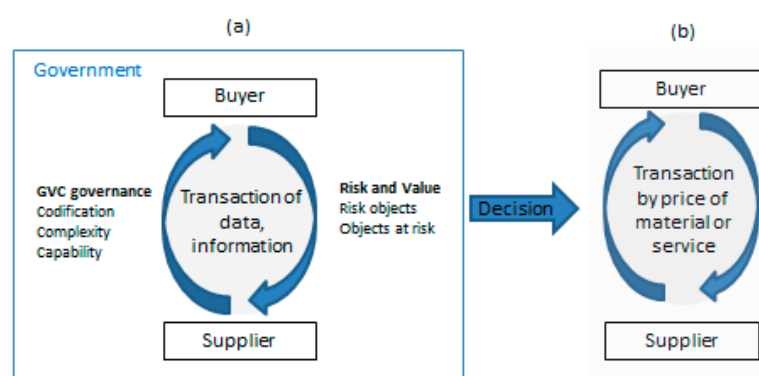 (a)
Government
Buyer
GVC governance
Codification
Complexity
Capability
Transaction of
data,
information
Risk and Value
Risk objects
Objects at risk
Supplier
Decision
(b)
Buyer
Transaction
by price of
material or
service
Supplier